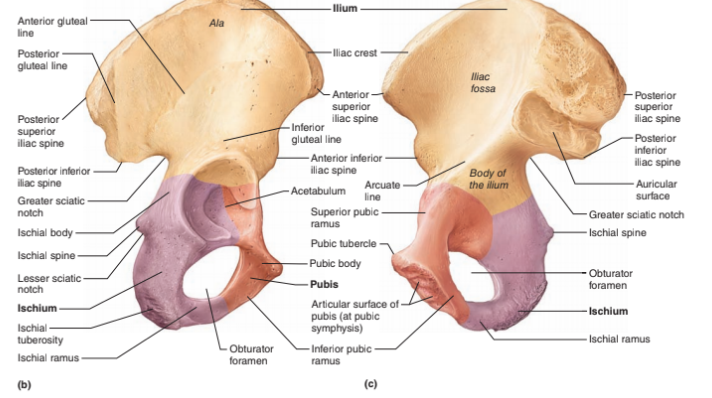 Ilium
Anterior gluteal
line
Ala
Posterior
gluteal line
Iliac crest
Iliac
fossa
Anterior
superior
iliac spine
Posterior
superior
iliac spine
Posterior
superior
iliac spine
Inferior
gluteal line
Posterior
inferior
iliac spine
Anterior inferior
iliac spine
Posterior inferior
iliac spine
Body of
the ilium
Arcuate
line
Auricular
surface
Acetabulum
Greater sciatic
notch
Superior pubic
ramus
Greater sciatic notch
Ischial body
Ischial spine
Pubic tubercle
Ischial spine
Pubic body
Lesser sciatic
notch
Obturator
foramen
Pubis
Ischium
Articular surface of
pubis (at pubic
symphysis)
Ischium
Ischial
tuberosity
Ischial ramus
Inferior pubic
ramus
Obturator
foramen
Ischial ramus
(b)
(c)